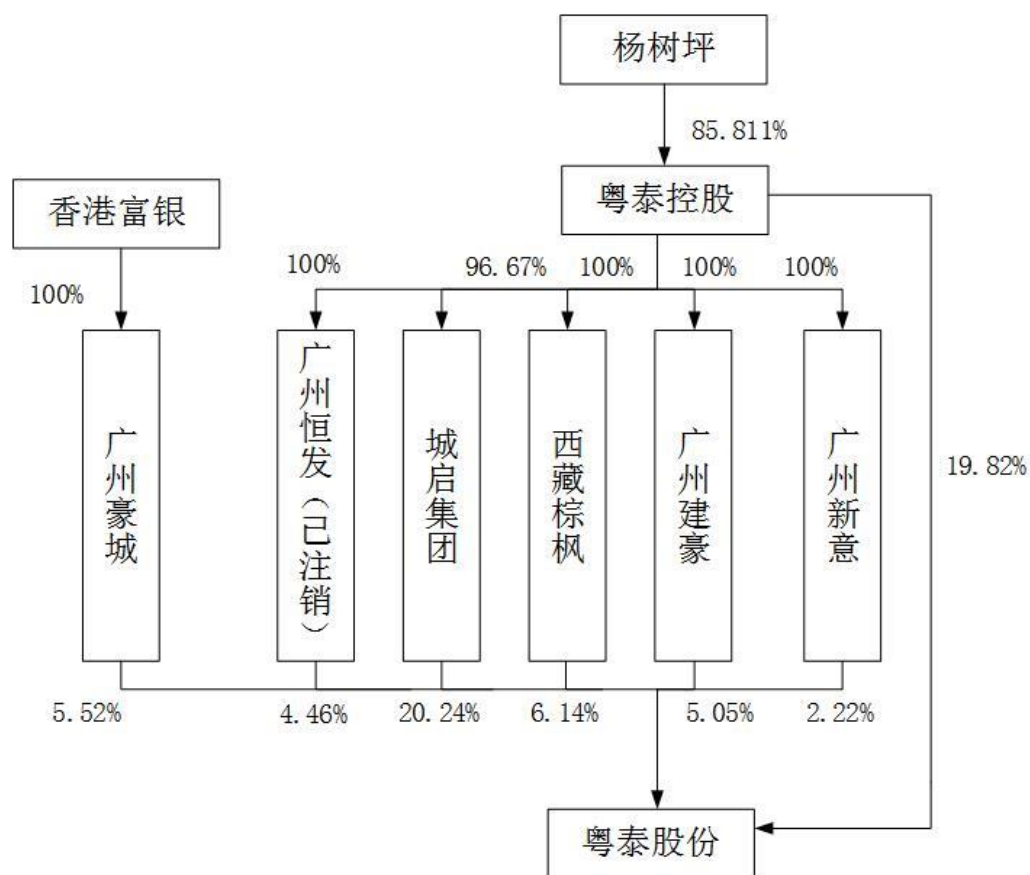 杨树坪
85.811%
香港富银
粤泰控股
100%
100%
96.67%
100%
100%
100%
广州豪城
广州恒发（已注销）
城启集团
西藏棕枫
广州建豪
广州新意
19.82%
5.52%
4.46%
20.24%
6.14%
5.05%
2.22%
粤泰股份